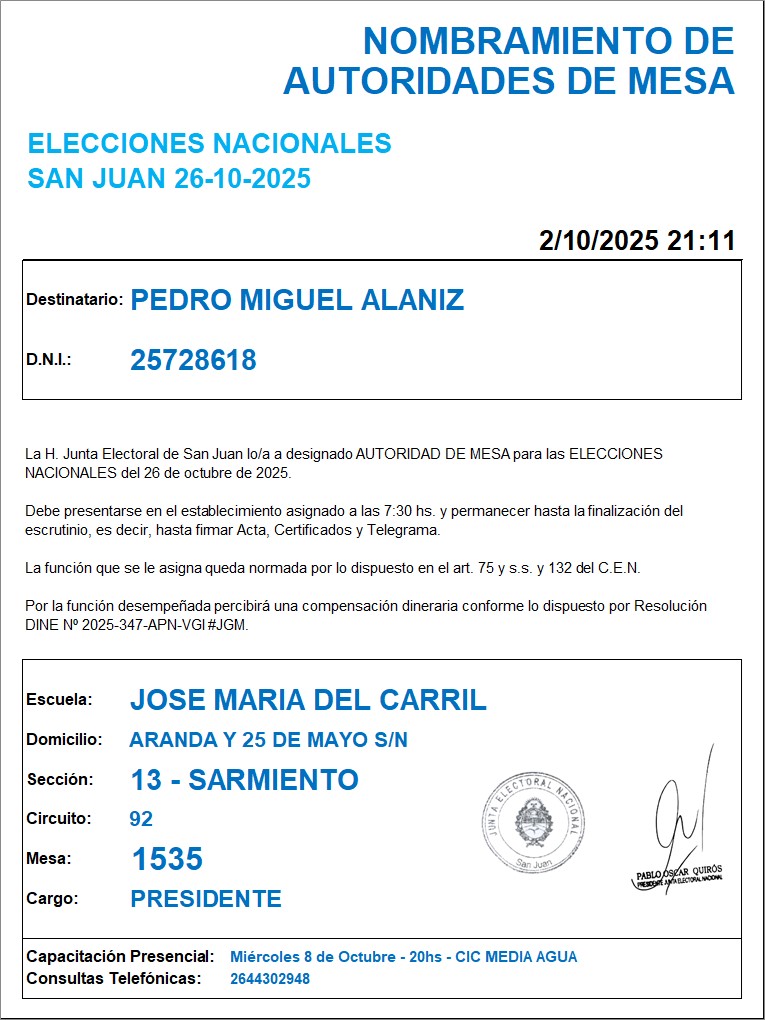 NOMBRAMIENTO DE
AUTORIDADES DE MESA
ELECCIONES NACIONALES
SAN JUAN 26-10-2025
2/10/2025 21:11
Destinatario: PEDRO MIGUEL ALANIZ
D.N.I.: 25728618
La H. Junta Electoral de San Juan lo/a a designado AUTORIDAD DE MESA para las ELECCIONES
NACIONALES del 26 de octubre de 2025.
Debe presentarse en el establecimiento asignado a las 7:30 hs. y permanecer hasta la finalización del
escrutinio, es decir, hasta firmar Acta, Certificados y Telegrama.
La función que se le asigna queda normada por lo dispuesto en el art. 75 y s.s. y 132 del C.E.N.
Por la función desempeñada percibirá una compensación dineraria conforme lo dispuesto por Resolución
DINE Nº 2025-347-APN-VGI#JGM.
Escuela: JOSE MARIA DEL CARRIL
Domicilio: ARANDA Y 25 DE MAYO S/N
Sección: 13 - SARMIENTO
Circuito: 92
Mesa: 1535
Cargo: PRESIDENTE
JUNTA ELECTORAL NACIONAL
San Juan
PABLO OSCAR QUIRÓS
PRESIDENTE JUNTA ELECTORAL NACIONAL
Capacitación Presencial: Miércoles 8 de Octubre - 20hs - CIC MEDIA AGUA
Consultas Telefónicas: 2644302948